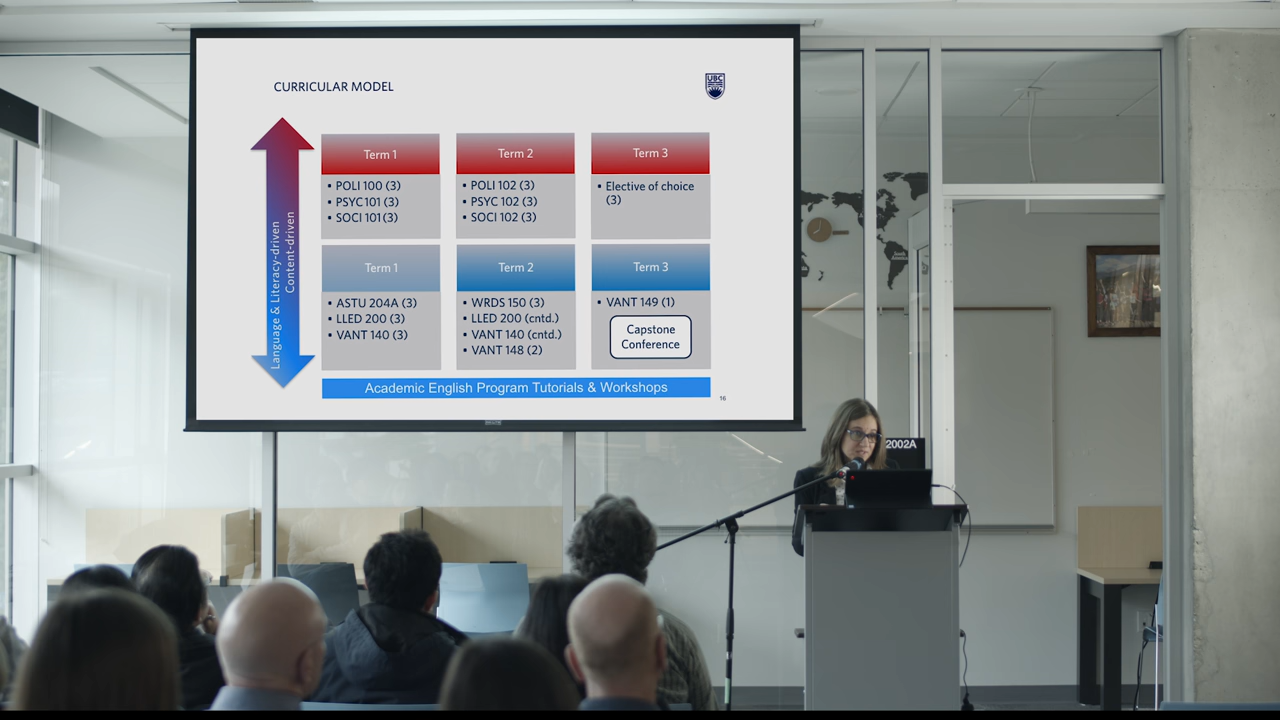 CURRICULAR MODEL
UBC
Language & Literacy-driven
Content-driven
Term 1
• POLI 100 (3)
• PSYC101 (3)
• SOCI 101(3)
Term 2
• POLI 102 (3)
• PSYC 102 (3)
• SOCI 102 (3)
Term 3
• Elective of choice
(3)
Term 1
• ASTU 204A (3)
• LLED 200 (3)
• VANT 140 (3)
Term 2
• WRDS 150 (3)
• LLED 200 (cntd.)
• VANT 140 (cntd.)
• VANT 148 (2)
Term 3
• VANT 149 (1)
Capstone
Conference
Academic English Program Tutorials & Workshops
16
2002A